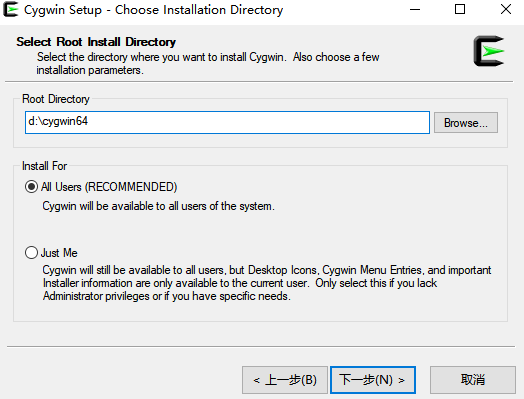 Cygwin Setup - Choose Installation Directory
Select Root Install Directory
Select the directory where you want to install Cygwin. Also choose a few
installation parameters.
Root Directory
d:\cygwin64
Browse...
Install For
All Users (RECOMMENDED)
Cygwin will be available to all users of the system.
Just Me
Cygwin will still be available to all users, but Desktop Icons, Cygwin Menu Entries, and important
Installer information are only available to the current user. Only select this if you lack
Administrator privileges or if you have specific needs.
< 上一步(B) 下一步(N) > 取消